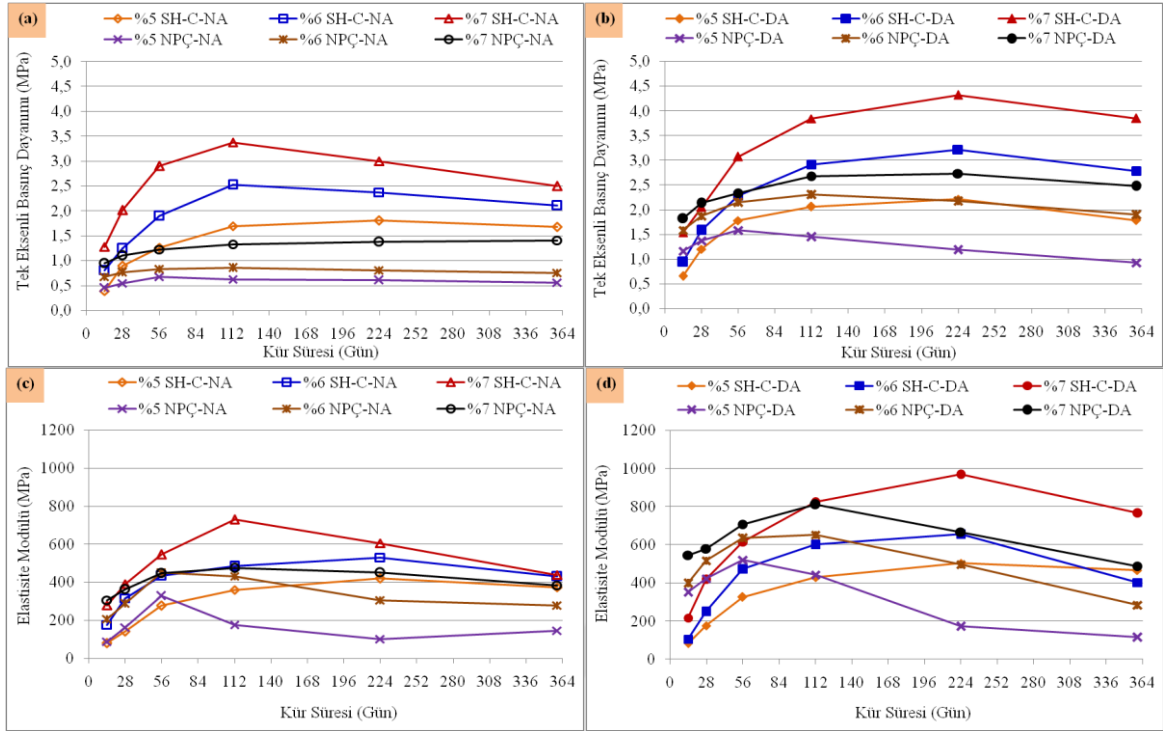 (a)
%5 SH-C-NA %6 SH-C-NA %7 SH-C-NA
%5 NPÇ-NA %6 NPÇ-NA %7 NPÇ-NA
Tek Eksenli Basınç Dayanımı (MPa)
5,0
4,5
4,0
3,5
3,0
2,5
2,0
1,5
1,0
0,5
0,0
0 28 56 84 112 140 168 196 224 252 280 308 336 364
Kür Süresi (Gün)
(b)
%5 SH-C-DA %6 SH-C-DA %7 SH-C-DA
%5 NPÇ-DA %6 NPÇ-DA %7 NPÇ-DA
Tek Eksenli Basınç Dayanımı (MPa)
5,0
4,5
4,0
3,5
3,0
2,5
2,0
1,5
1,0
0,5
0,0
0 28 56 84 112 140 168 196 224 252 280 308 336 364
Kür Süresi (Gün)
(c)
%5 SH-C-NA %6 SH-C-NA %7 SH-C-NA
%5 NPÇ-NA %6 NPÇ-NA %7 NPÇ-NA
Elastisite Modülü (MPa)
1200
1000
800
600
400
200
0
0 28 56 84 112 140 168 196 224 252 280 308 336 364
Kür Süresi (Gün)
(d)
%5 SH-C-DA %6 SH-C-DA %7 SH-C-DA
%5 NPÇ-DA %6 NPÇ-DA %7 NPÇ-DA
Elastisite Modülü (MPa)
1200
1000
800
600
400
200
0
0 28 56 84 112 140 168 196 224 252 280 308 336 364
Kür Süresi (Gün)